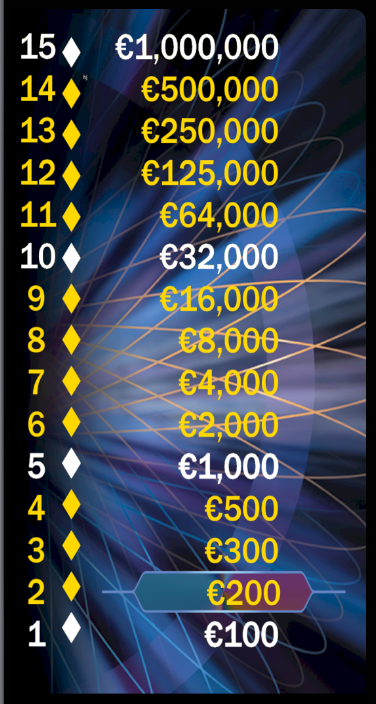 15 ♦ €1,000,000
14 ♦ €500,000
13 ♦ €250,000
12 ♦ €125,000
11 ♦ €64,000
10 ♦ €32,000
9 ♦ €16,000
8 ♦ €8,000
7 ♦ €4,000
6 ♦ €2,000
5 ♦ €1,000
4 ♦ €500
3 ♦ €300
2 ♦ €200
1 ♦ €100